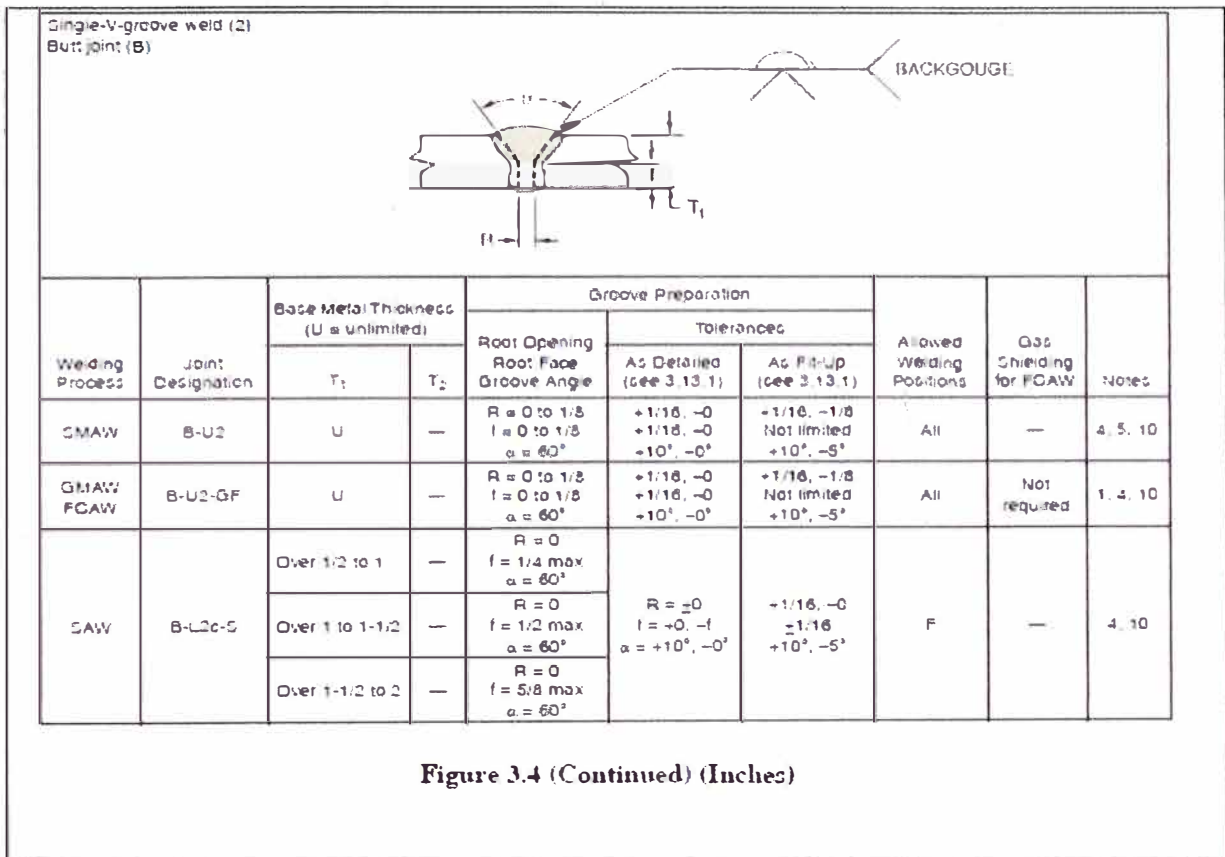 Single-V-groove weld (2)
Butt joint (B)
BACKGOUGE
α
f
T₁
R
Welding Process
Joint Designation
Base Metal Thickness (U = unlimited)
T₁
T₂
Groove Preparation
Root Opening
Root Face
Groove Angle
Tolerances
As Detailed (see 3.13.1)
As Fit-Up (see 3.13.1)
Allowed Welding Positions
Gas Shielding for FCAW
Notes
SMAW
B-U2
U
—
R = 0 to 1/8
f = 0 to 1/8
α = 60°
+1/16, –0
+1/16, –0
+10°, –0°
+1/16, –1/8
Not limited
+10°, –5°
All
—
4, 5, 10
GMAW
FCAW
B-U2-GF
U
—
R = 0 to 1/8
f = 0 to 1/8
α = 60°
+1/16, –0
+1/16, –0
+10°, –0°
+1/16, –1/8
Not limited
+10°, –5°
All
Not required
1, 4, 10
SAW
B-L2c-S
Over 1/2 to 1
—
R = 0
f = 1/4 max
α = 60°
Over 1 to 1-1/2
—
R = 0
f = 1/2 max
α = 60°
Over 1-1/2 to 2
—
R = 0
f = 5/8 max
α = 60°
R = ±0
f = +0, –f
α = +10°, –0°
+1/16, –0
±1/16
+10°, –5°
F
—
4, 10
Figure 3.4 (Continued) (Inches)